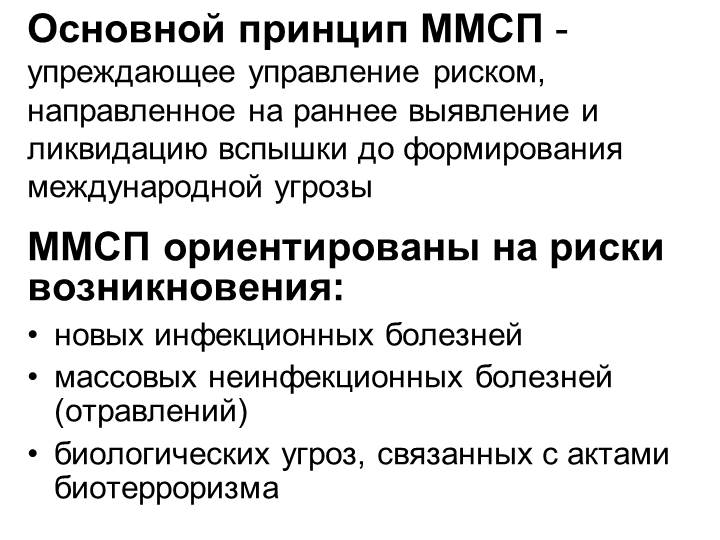 Основной принцип ММСП -
упреждающее управление риском,
направленное на раннее выявление и
ликвидацию вспышки до формирования
международной угрозы
ММСП ориентированы на риски
возникновения:
• новых инфекционных болезней
• массовых неинфекционных болезней
(отравлений)
• биологических угроз, связанных с актами
биотерроризма